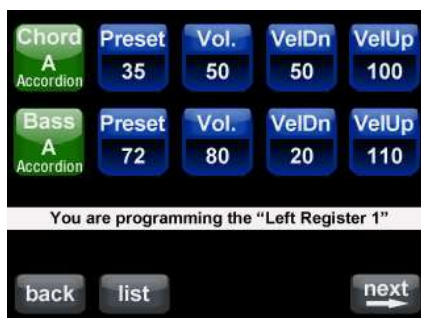 Chord Preset Vol. VelDn VelUp
A 35 50 50 100
Accordion
Bass Preset Vol. VelDn VelUp
A 72 80 20 110
Accordion
You are programming the “Left Register 1”
back list next